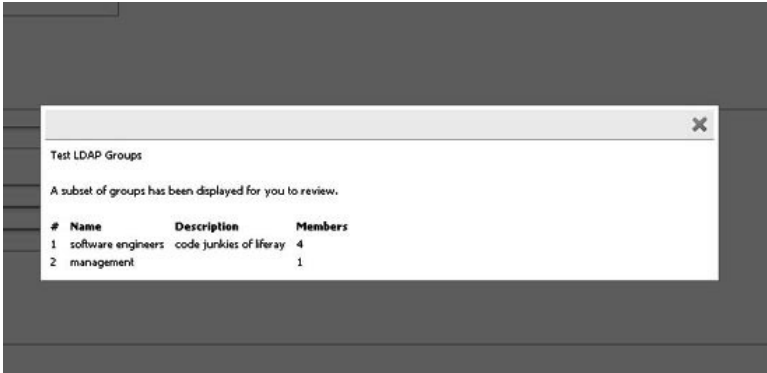 Test LDAP Groups
A subset of groups has been displayed for you to review.
# Name Description Members
1 software engineers code junkies of liferay 4
2 management 1